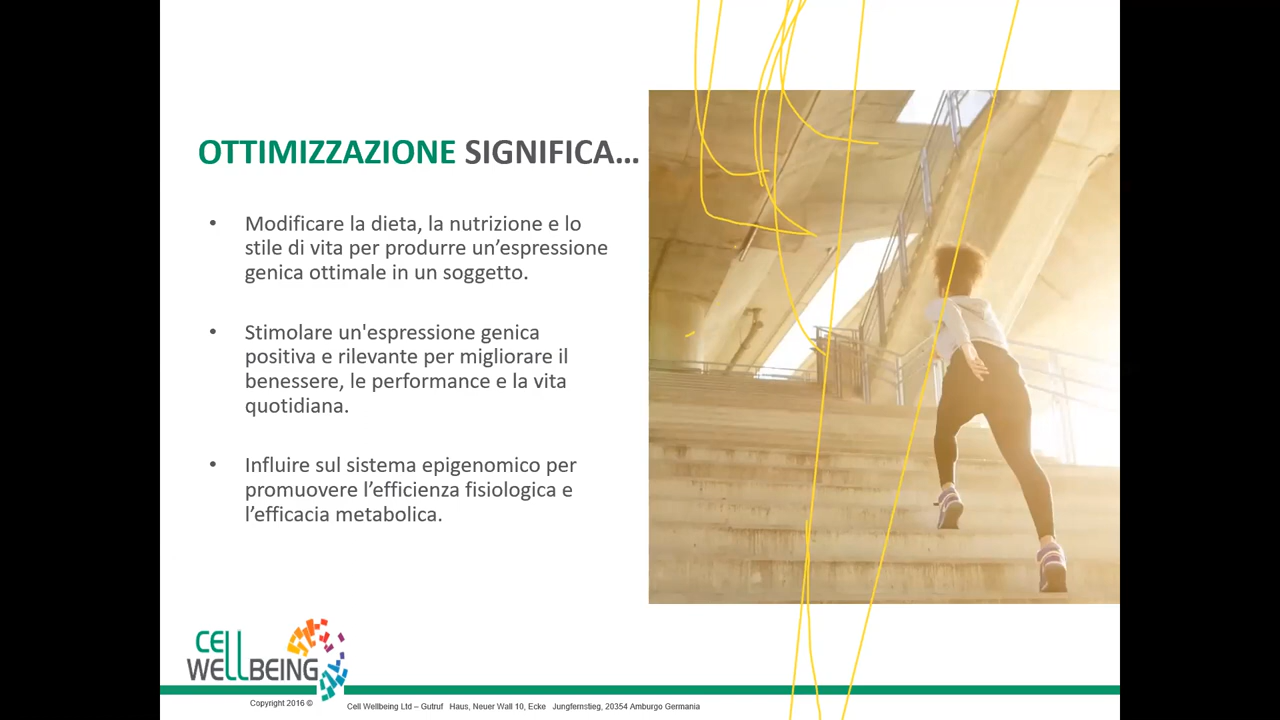 OTTIMIZZAZIONE SIGNIFICA...
• Modificare la dieta, la nutrizione e lo
stile di vita per produrre un’espressione
genica ottimale in un soggetto.
• Stimolare un'espressione genica
positiva e rilevante per migliorare il
benessere, le performance e la vita
quotidiana.
• Influire sul sistema epigenomico per
promuovere l’efficienza fisiologica e
l’efficacia metabolica.
CELL
WELLBEING
Copyright 2016 ©
Cell Wellbeing Ltd – Gutruf Haus, Neuer Wall 10, Ecke Jungfernstieg, 20354 Amburgo Germania